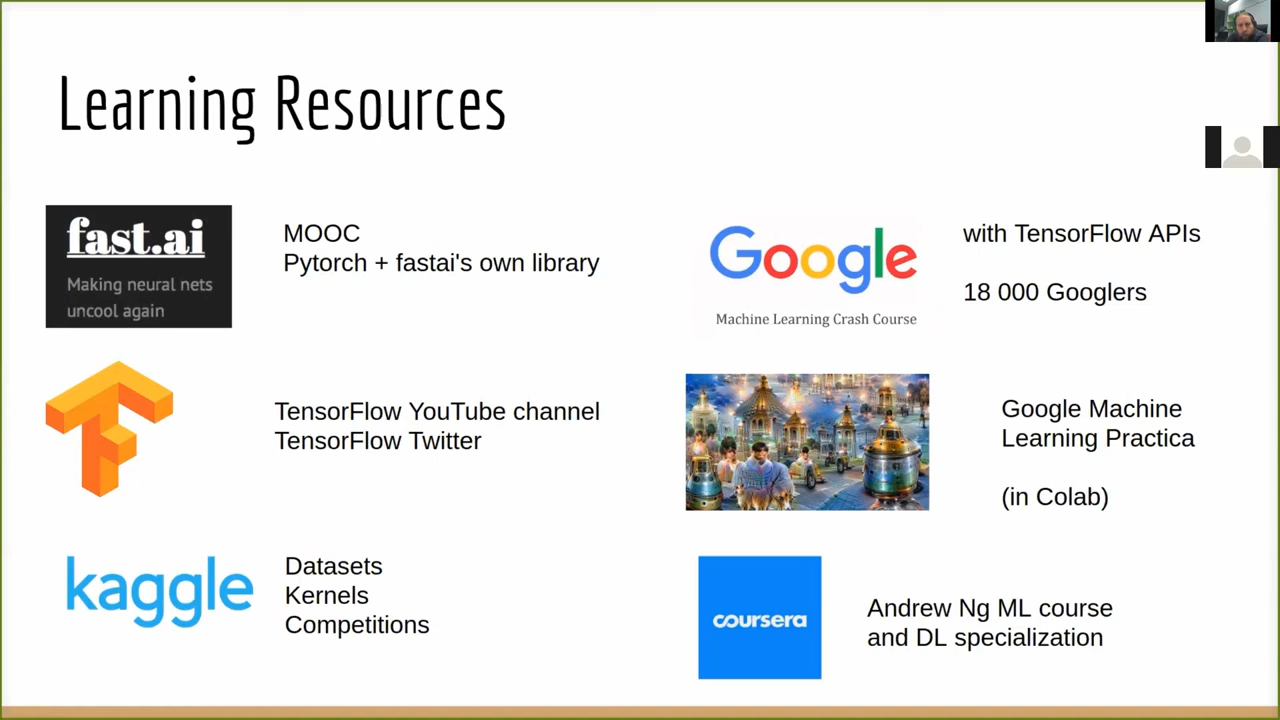 Learning Resources
fast.ai
Making neural nets
uncool again
MOOC
Pytorch + fastai's own library
Google
Machine Learning Crash Course
with TensorFlow APIs
18 000 Googlers
TensorFlow YouTube channel
TensorFlow Twitter
Google Machine
Learning Practica
(in Colab)
kaggle
Datasets
Kernels
Competitions
coursera
Andrew Ng ML course
and DL specialization